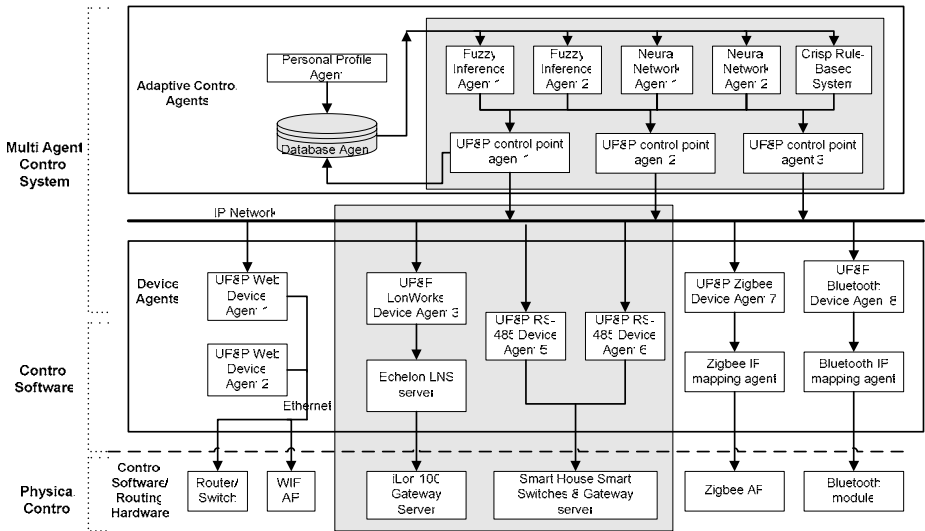 Multi Agent
Contro
System
Contro
Software
Physica
Contro
Adaptive Contro
Agents
Personal Profile
Agen
Database Agen
Fuzzy
Inference
Agen 1
Fuzzy
Inference
Agen 2
Neura
Network
Agen 1
Neura
Network
Agen 2
Crisp Rule-
Based
System
UF&P control point
agen 1
UF&P control point
agen 2
UF&P control point
agent 3
IP Network
Device
Agents
UF&P Web
Device
Agen 1
UF&P Web
Device
Agen 2
Ethernet
UF&F
LonWorks
Device Agen 3
Echelon LNS
server
UF&P RS-
485 Device
Agen 5
UF&P RS-
485 Device
Agen 6
UF&P Zigbee
Device Agen 7
Zigbee IF
mapping agen
UF&F
Bluetooth
Device Agen 8
Bluetooth IF
mapping agen
Contro
Software/
Routing
Hardware
Router/
Switch
WIF
AF
iLor 100
Gateway
Server
Smart House Smart
Switches & Gateway server
Zigbee AF
Bluetooth
module